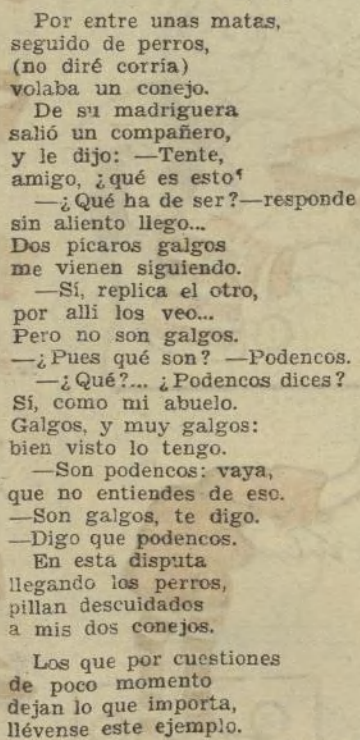 Por entre unas matas,
seguido de perros,
(no diré corría)
volaba un conejo.
De su madriguera
salió un compañero,
y le dijo: —Tente,
amigo, ¿qué es esto?
—¿Qué ha de ser?—responde
sin aliento llego...
Dos pícaros galgos
me vienen siguiendo.
—Sí, replica el otro,
por allí los veo...
Pero no son galgos.
—¿Pues qué son? —Podencos.
—¿Qué?... ¿Podencos dices?
Sí, como mi abuelo.
Galgos, y muy galgos:
bien visto lo tengo.
—Son podencos: vaya,
que no entiendes de eso.
—Son galgos, te digo.
—Digo que podencos.
En esta disputa
llegando los perros,
pillan descuidados
a mis dos conejos.
Los que por cuestiones
de poco momento
dejan lo que importa,
llévense este ejemplo.